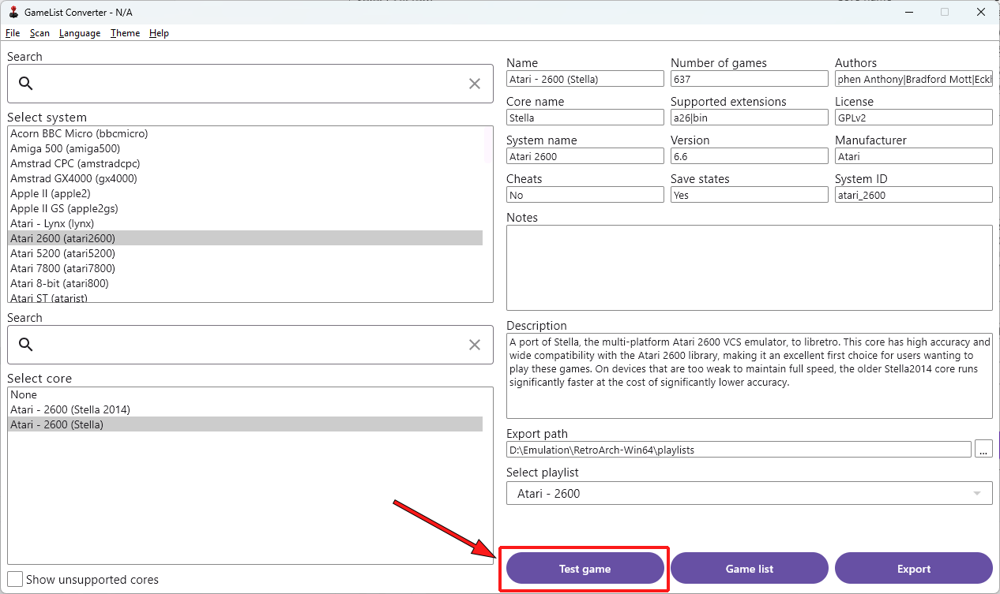 GameList Converter - N/A
File Scan Language Theme Help
Search
Select system
Acorn BBC Micro (bbcmicro)
Amiga 500 (amiga500)
Amstrad CPC (amstradcpc)
Amstrad GX4000 (gx4000)
Apple II (apple2)
Apple II GS (apple2gs)
Atari - Lynx (lynx)
Atari 2600 (atari2600)
Atari 5200 (atari5200)
Atari 7800 (atari7800)
Atari 8-bit (atari800)
Atari ST (atarist)
Search
Select core
None
Atari - 2600 (Stella 2014)
Atari - 2600 (Stella)
Show unsupported cores
Name Number of games Authors
Atari - 2600 (Stella) 637 phen Anthony|Bradford Mott|Eckl
Core name Supported extensions License
Stella a26|bin GPLv2
System name Version Manufacturer
Atari 2600 6.6 Atari
Cheats Save states System ID
No Yes atari_2600
Notes
Description
A port of Stella, the multi-platform Atari 2600 VCS emulator, to libretro. This core has high accuracy and
wide compatibility with the Atari 2600 library, making it an excellent first choice for users wanting to
play these games. On devices that are too weak to maintain full speed, the older Stella2014 core runs
significantly faster at the cost of significantly lower accuracy.
Export path
D:\Emulation\RetroArch-Win64\playlists ...
Select playlist
Atari - 2600
Test game Game list Export